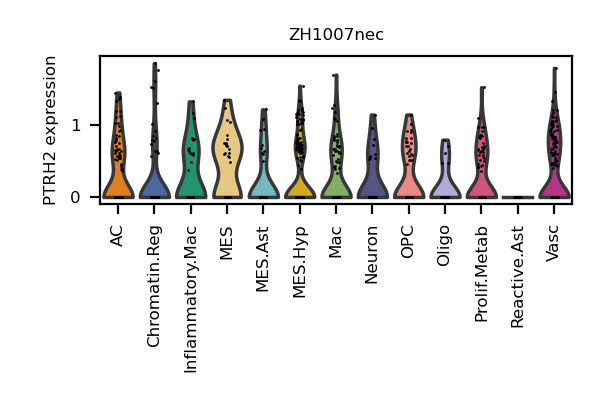 ZH1007nec
PTRH2 expression
1
0
AC
Chromatin.Reg
Inflammatory.Mac
MES
MES.Ast
MES.Hyp
Mac
Neuron
OPC
Oligo
Prolif.Metab
Reactive.Ast
Vasc